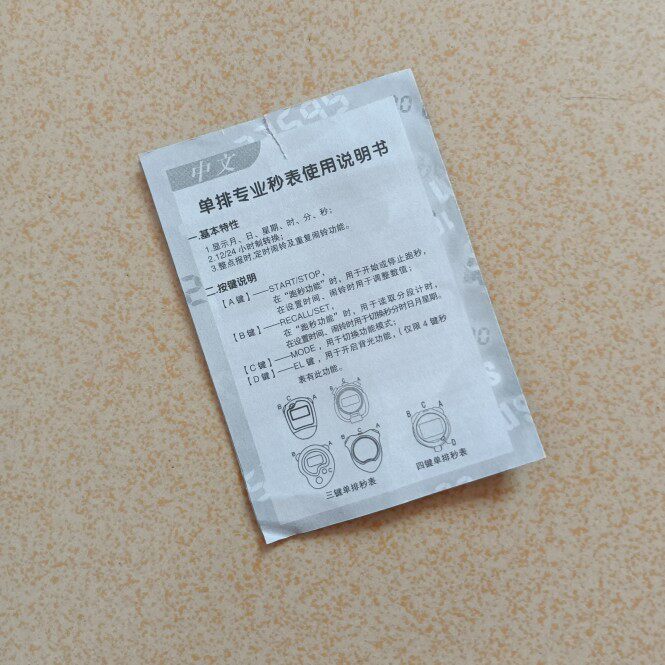 中文
单排专业秒表使用说明书
一.基本特性
1.显示月、日、星期、时、分、秒;
2.12/24 小时制转换;
3.整点报时,定时闹铃及重复闹铃功能。
二.按键说明
【A 键】——START/STOP,
在“跑秒功能”时,用于开始或停止跑秒,
在设置时间、闹铃时用于调整数值;
【B 键】——RECALL/SET,
在“跑秒功能”时,用于读取分段计时,
在设置时间、闹铃时用于切换秒分时日月星期。
【C 键】——MODE,用于切换功能模式;
【D 键】——EL 键,用于开启背光功能,(仅限 4 键秒
表有此功能。
B C A
B C A
B C A
B A
C
B C A
D
三键单排秒表
四键单排秒表